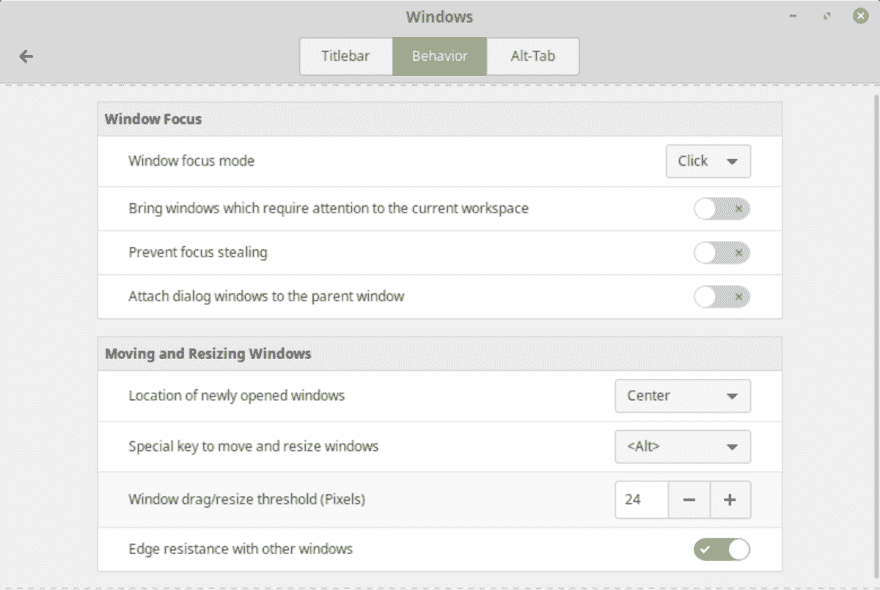 Windows
Titlebar Behavior Alt-Tab
Window Focus
Window focus mode Click
Bring windows which require attention to the current workspace
Prevent focus stealing
Attach dialog windows to the parent window
Moving and Resizing Windows
Location of newly opened windows Center
Special key to move and resize windows <Alt>
Window drag/resize threshold (Pixels) 24 − +
Edge resistance with other windows